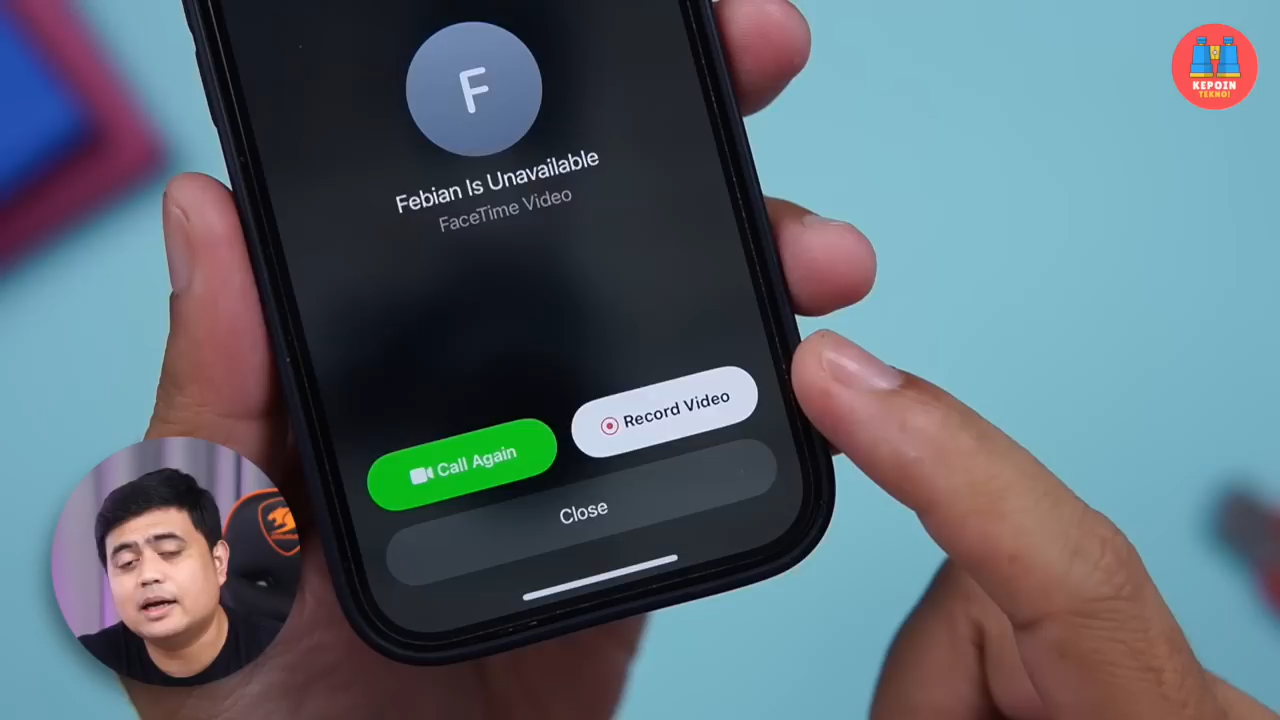 KEPOIN
TEKNO!
F
Febian Is Unavailable
FaceTime Video
Call Again
Record Video
Close